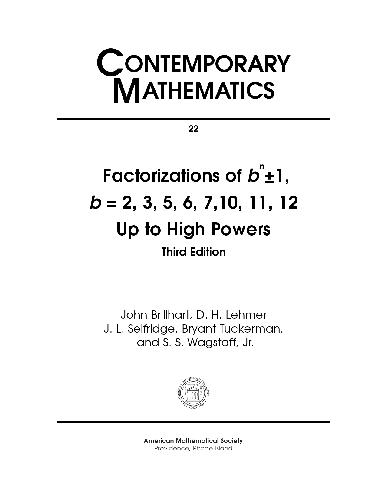 CONTEMPORARY
MATHEMATICS
22
Factorizations of bⁿ±1,
b = 2, 3, 5, 6, 7,10, 11, 12
Up to High Powers
Third Edition
John Brillhart, D. H. Lehmer
J. L. Selfridge, Bryant Tuckerman,
and S. S. Wagstaff, Jr.
American Mathematical Society
Providence, Rhode Island